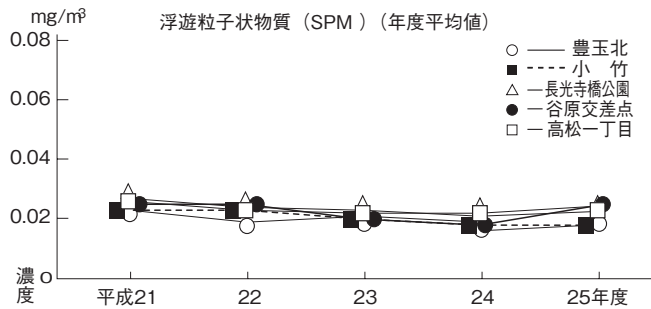 mg/m³
浮遊粒子状物質（SPM）（年度平均値）
0.08
豊玉北
小　竹
長光寺橋公園
谷原交差点
高松一丁目
0.06
0.04
0.02
0
濃度
平成21
22
23
24
25年度